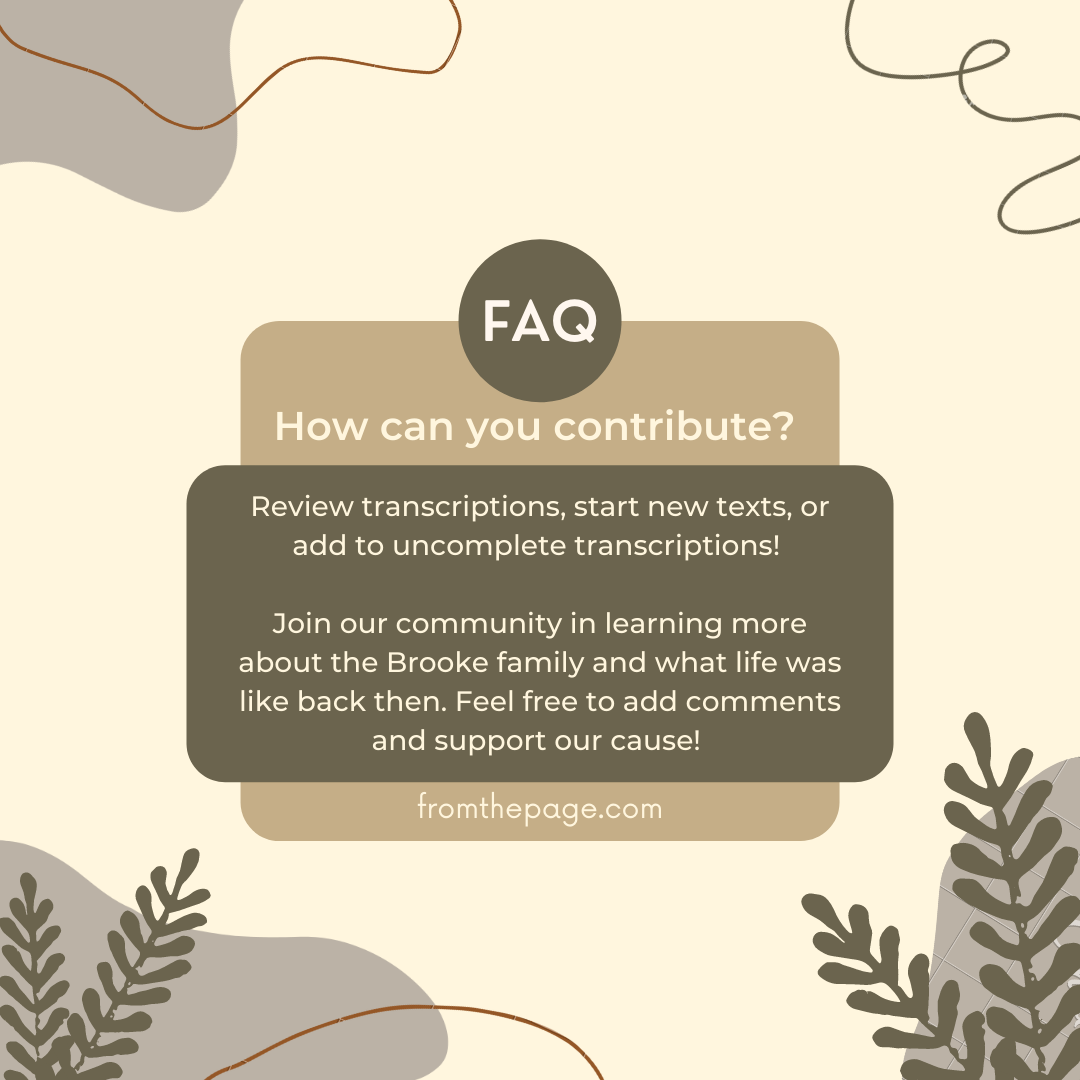 FAQ
How can you contribute?
Review transcriptions, start new texts, or
add to uncomplete transcriptions!
Join our community in learning more
about the Brooke family and what life was
like back then. Feel free to add comments
and support our cause!
fromthepage.com